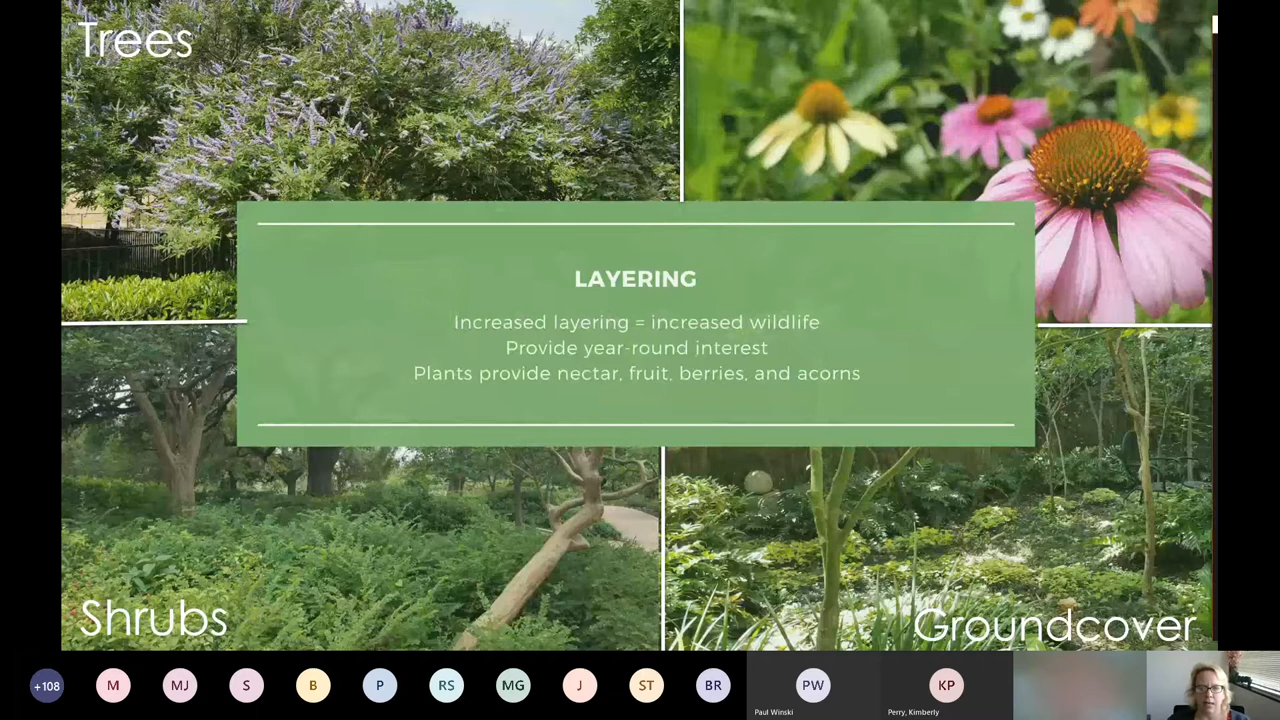 Trees
LAYERING
Increased layering = increased wildlife
Provide year-round interest
Plants provide nectar, fruit, berries, and acorns
Shrubs
Groundcover
+108
M
MJ
S
B
P
RS
MG
J
ST
BR
PW
KP
Paul Winski
Perry, Kimberly